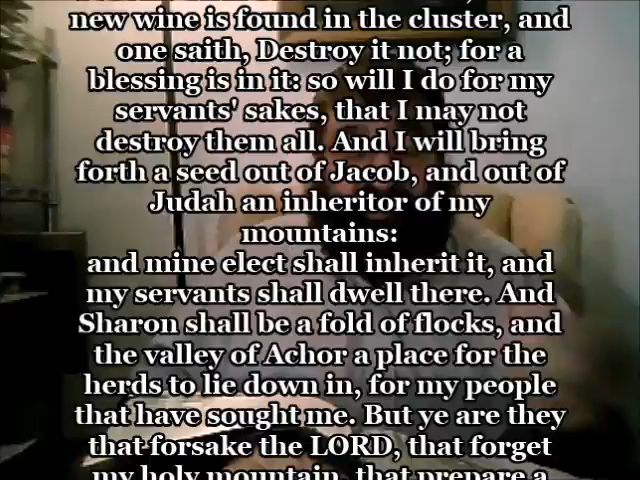 new wine is found in the cluster, and
one saith, Destroy it not; for a
blessing is in it: so will I do for my
servants' sakes, that I may not
destroy them all. And I will bring
forth a seed out of Jacob, and out of
Judah an inheritor of my
mountains:
and mine elect shall inherit it, and
my servants shall dwell there. And
Sharon shall be a fold of flocks, and
the valley of Achor a place for the
herds to lie down in, for my people
that have sought me. But ye are they
that forsake the LORD, that forget
my holy mountain, that prepare a